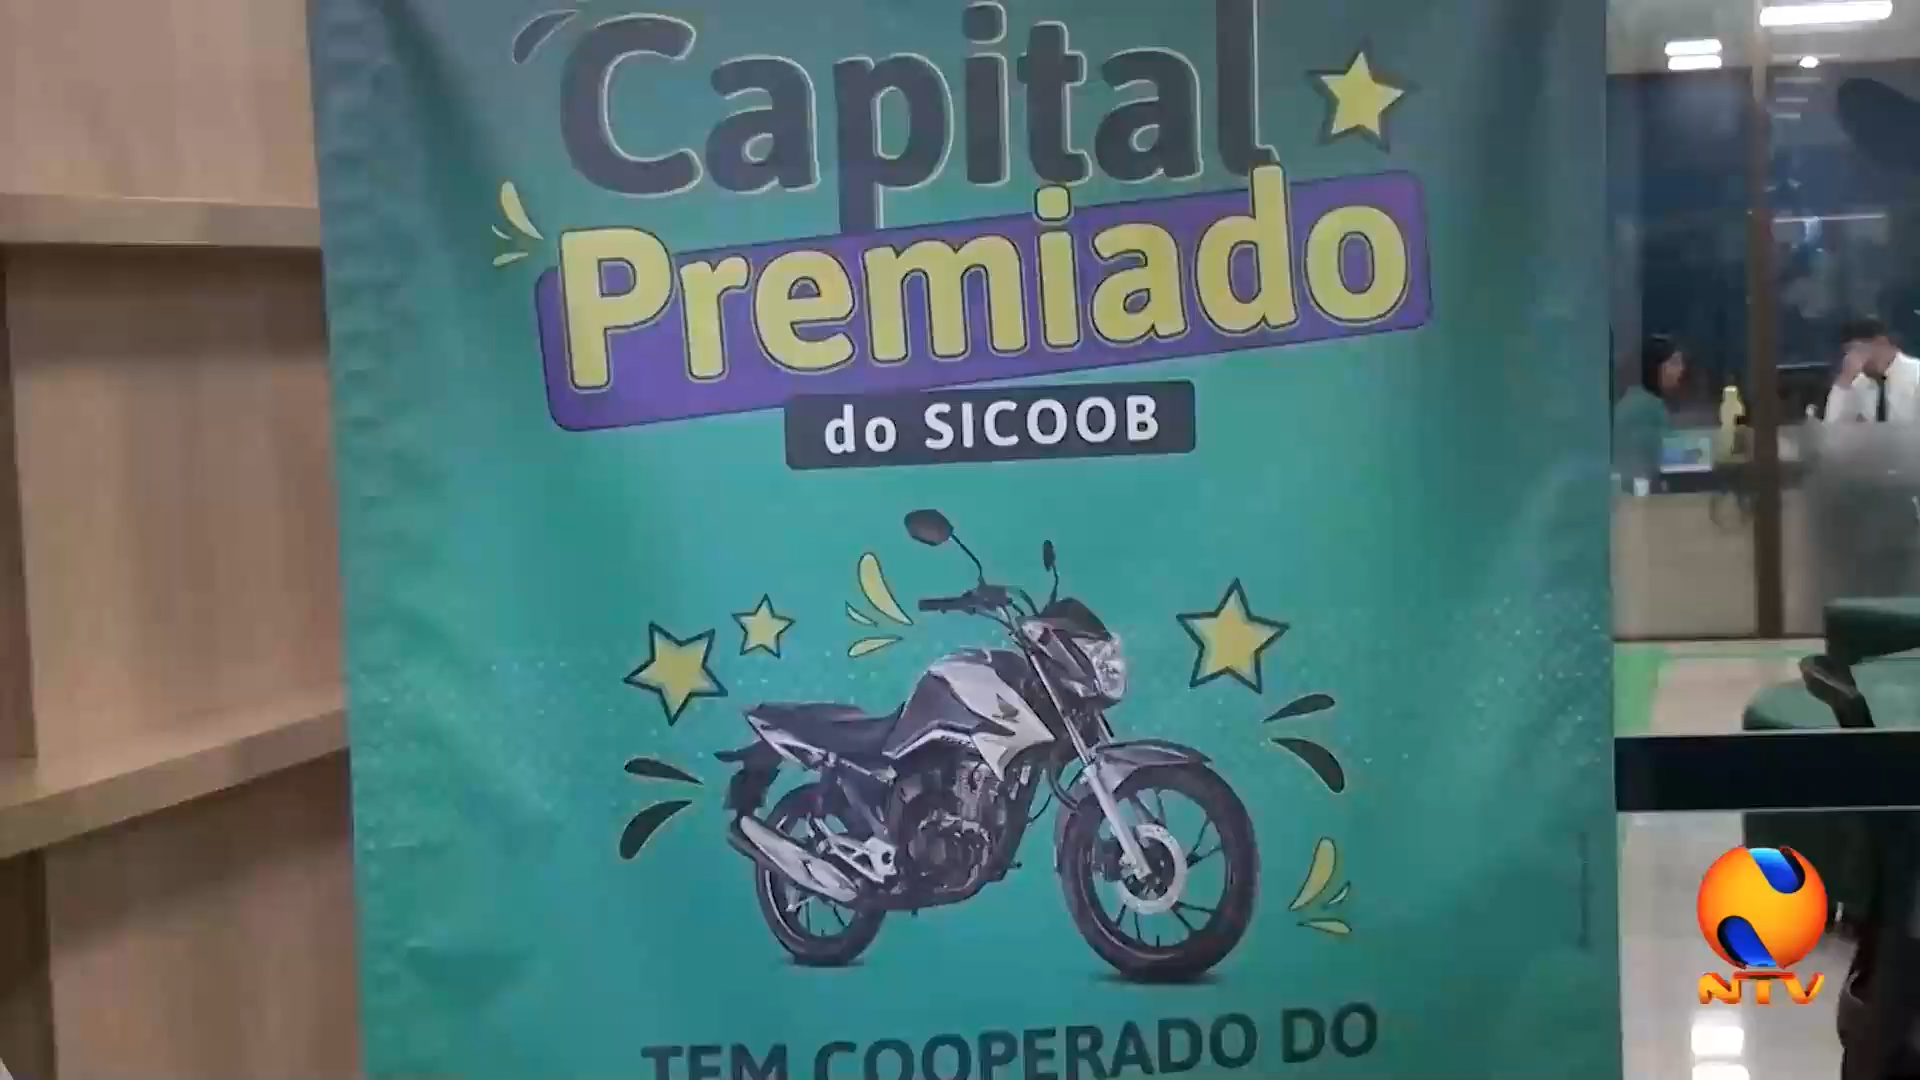 Capital
Premiado
do SICOOB
TEM COOPERADO DO
NTV